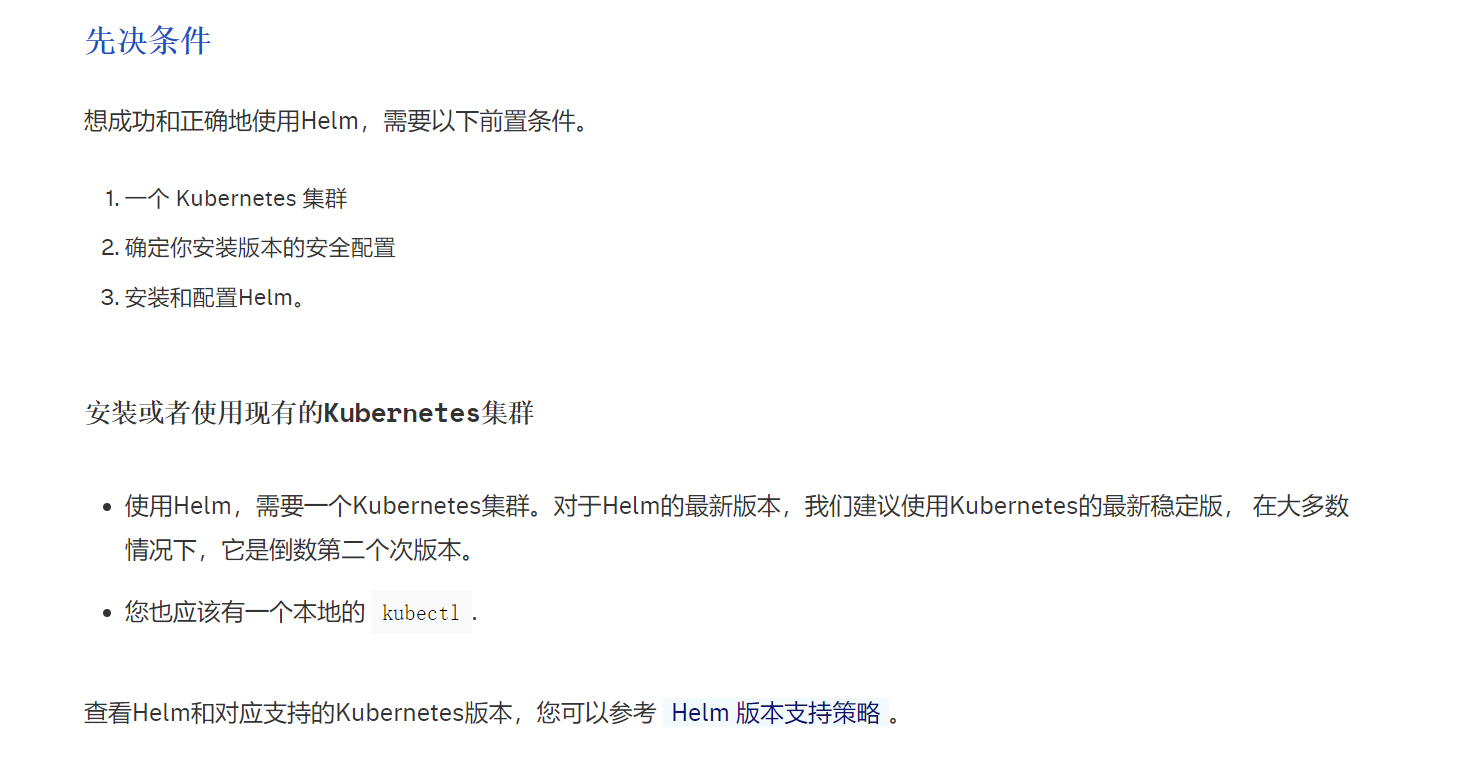 先决条件
想成功和正确地使用Helm，需要以下前置条件。
1. 一个 Kubernetes 集群
2. 确定你安装版本的安全配置
3. 安装和配置Helm。
安装或者使用现有的Kubernetes集群
• 使用Helm，需要一个Kubernetes集群。对于Helm的最新版本，我们建议使用Kubernetes的最新稳定版， 在大多数
情况下，它是倒数第二个次版本。
• 您也应该有一个本地的 kubectl.
查看Helm和对应支持的Kubernetes版本，您可以参考 Helm 版本支持策略 。